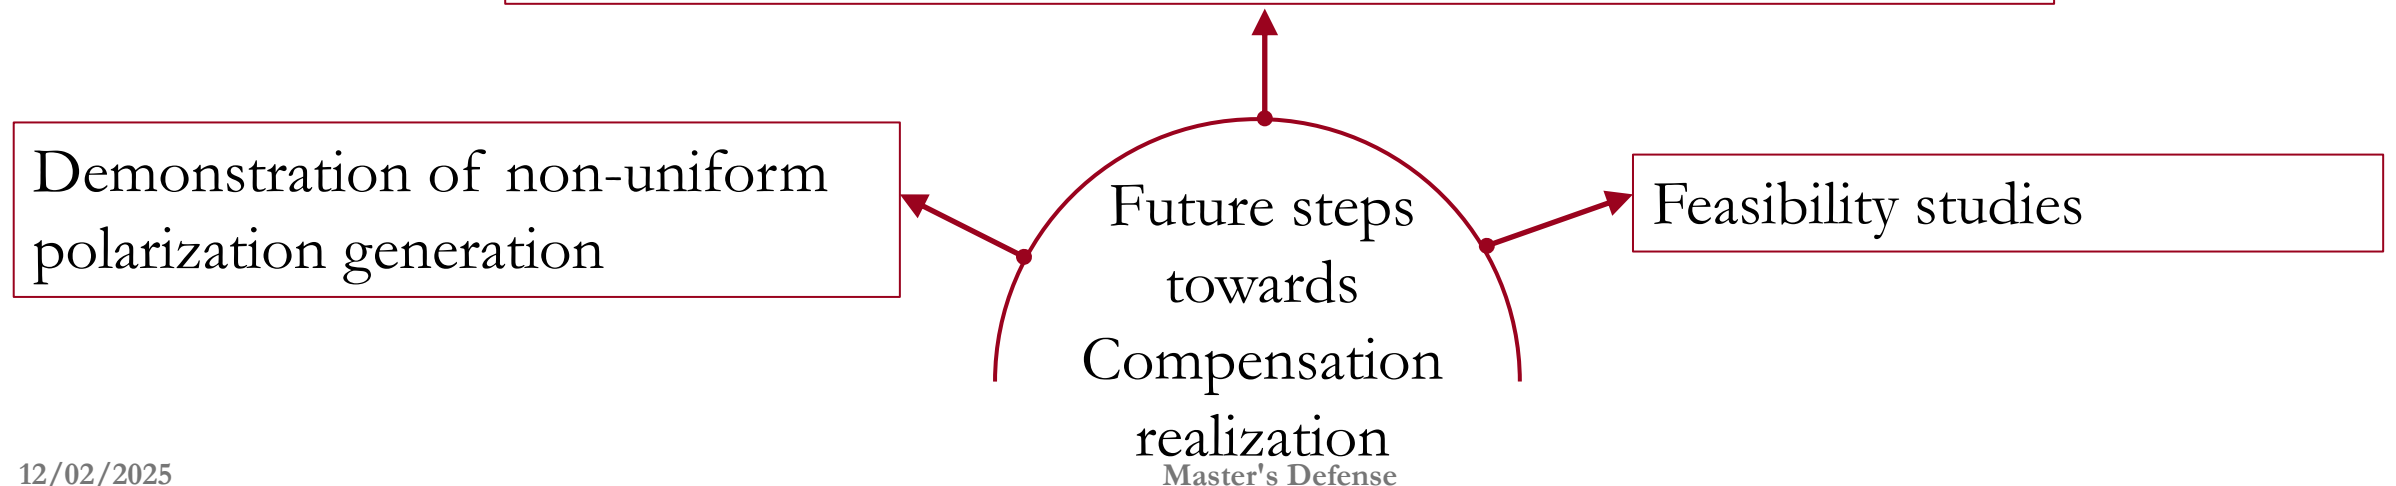 Demonstration of non-uniform
polarization generation
Future steps
towards
Compensation
realization
Feasibility studies
12/02/2025
Master's Defense